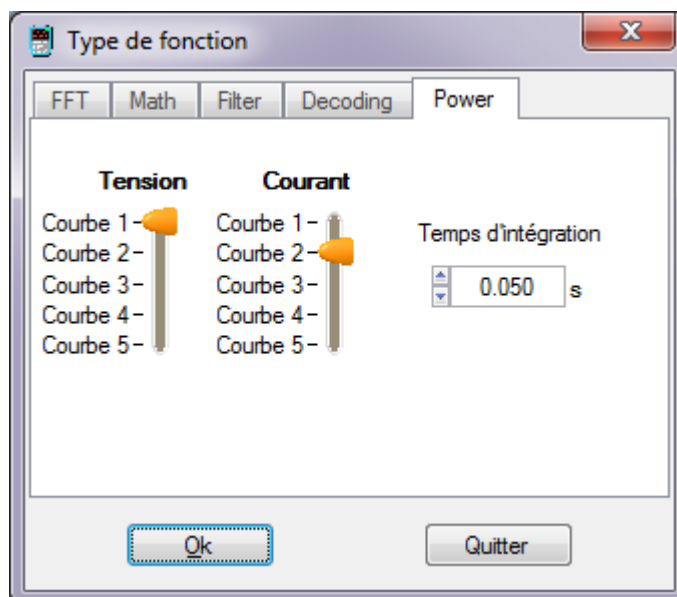 Type de fonction
FFT Math Filter Decoding Power
Tension Courant
Courbe 1 Courbe 1
Courbe 2 Courbe 2
Courbe 3 Courbe 3
Courbe 4 Courbe 4
Courbe 5 Courbe 5
Temps d'intégration
0.050 s
Ok Quitter